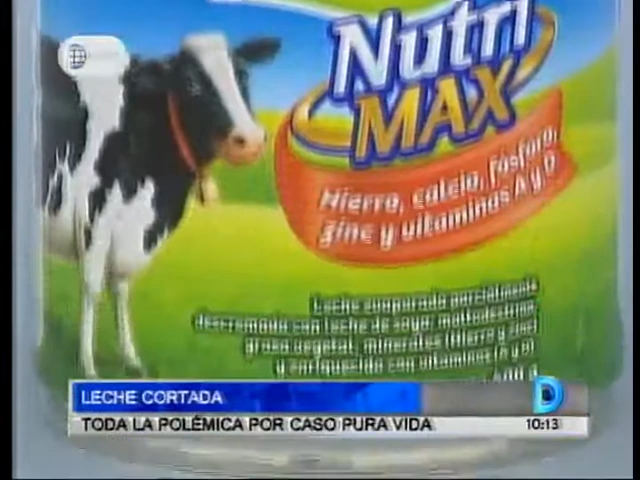 Nutri
MAX
Hierro, calcio, fósforo,
zinc y vitaminas A y D
Leche evaporada parcialmente
descremada con leche de soya, maltodextrina,
grasa vegetal, minerales (hierro y zinc)
y enriquecida con vitaminas (A y D)
400 g
LECHE CORTADA
D
TODA LA POLÉMICA POR CASO PURA VIDA
10:13